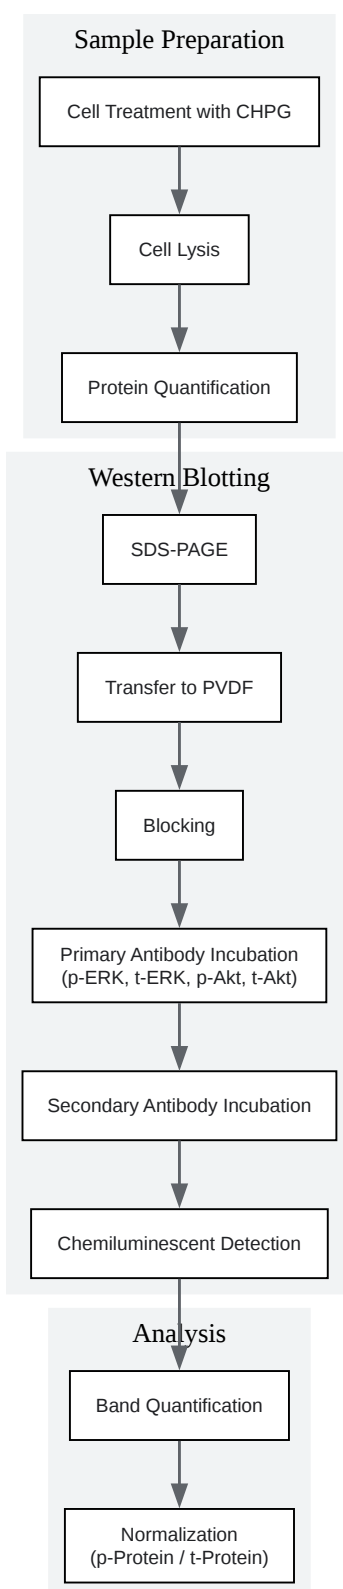 Sample Preparation
Cell Treatment with CHPG
Cell Lysis
Protein Quantification
Western Blotting
SDS-PAGE
Transfer to PVDF
Blocking
Primary Antibody Incubation
(p-ERK, t-ERK, p-Akt, t-Akt)
Secondary Antibody Incubation
Chemiluminescent Detection
Analysis
Band Quantification
Normalization
(p-Protein / t-Protein)